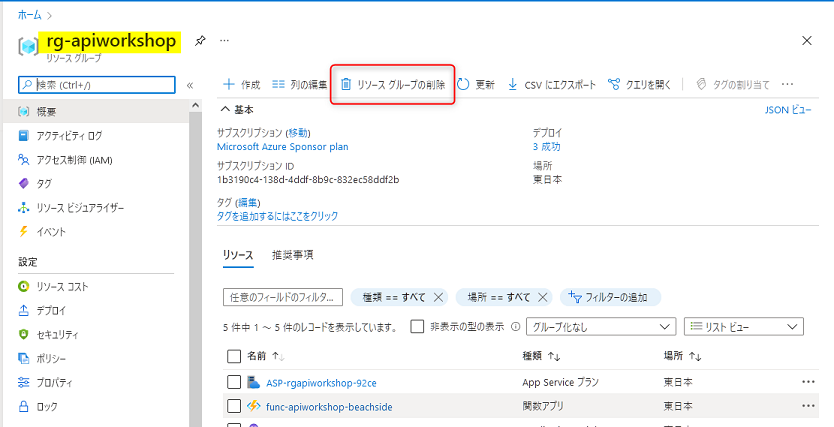 ホーム
rg-apiworkshop
リソース グループ
検索 (Ctrl+/)
概要
アクティビティ ログ
アクセス制御 (IAM)
タグ
リソース ビジュアライザー
イベント
設定
リソース コスト
デプロイ
セキュリティ
ポリシー
プロパティ
ロック
作成 列の編集 リソース グループの削除 更新 CSV にエクスポート クエリを開く タグの割り当て
基本 JSON ビュー
サブスクリプション (移動) デプロイ
Microsoft Azure Sponsor plan 3 成功
サブスクリプション ID 場所
1b3190c4-138d-4ddf-8b9c-832ec58ddf2b 東日本
タグ (編集)
タグを追加するにはここをクリック
リソース 推奨事項
任意のフィールドのフィルタ... 種類 == すべて 場所 == すべて フィルターの追加
5 件中 1 ～ 5 件のレコードを表示しています。 非表示の型の表示 グループ化なし リスト ビュー
名前 種類 場所
ASP-rgapiworkshop-92ce App Service プラン 東日本
func-apiworkshop-beachside 関数アプリ 東日本